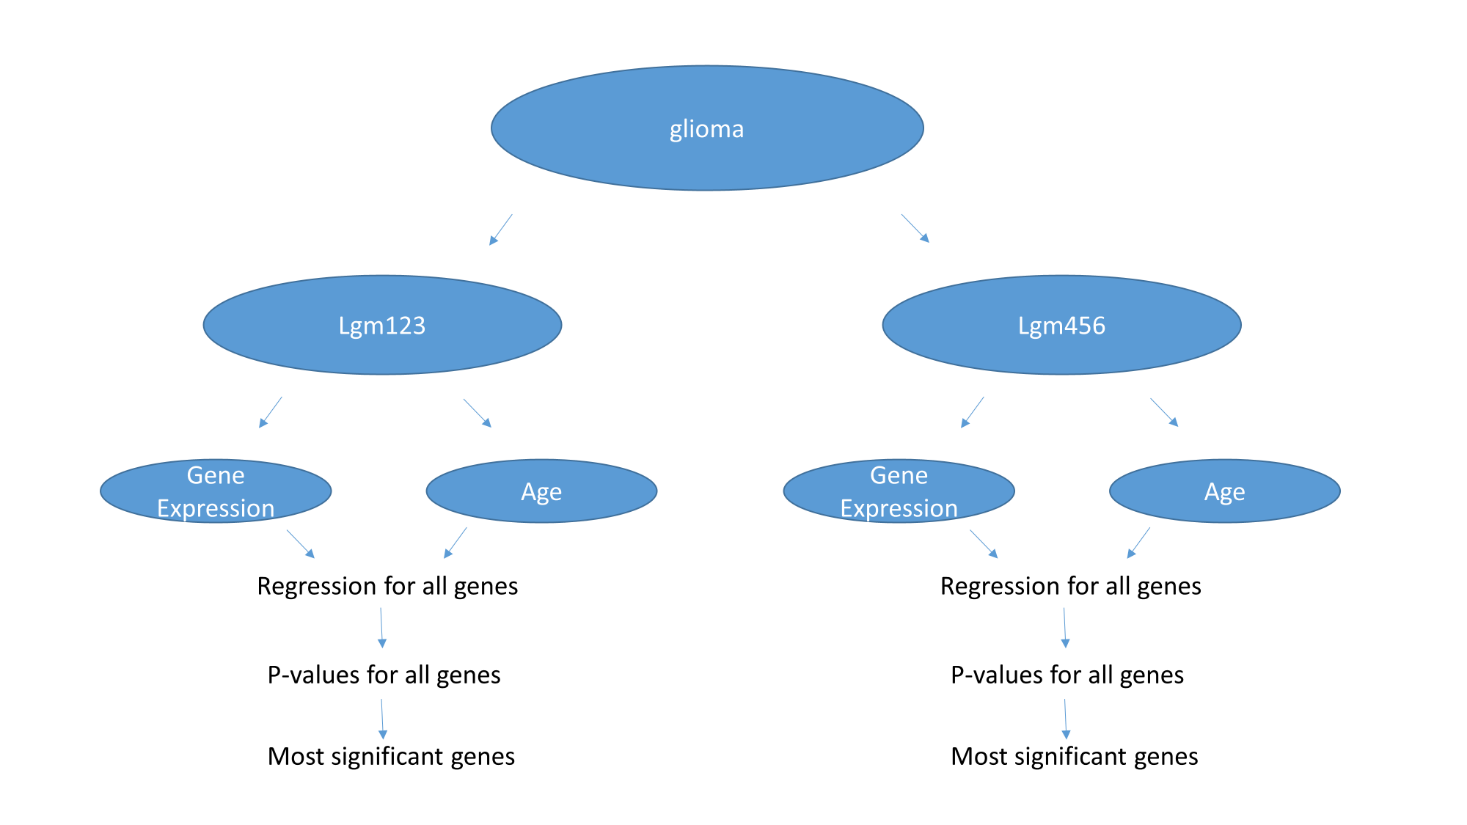 glioma
Lgm123
Lgm456
Gene
Expression
Age
Gene
Expression
Age
Regression for all genes
Regression for all genes
P-values for all genes
P-values for all genes
Most significant genes
Most significant genes